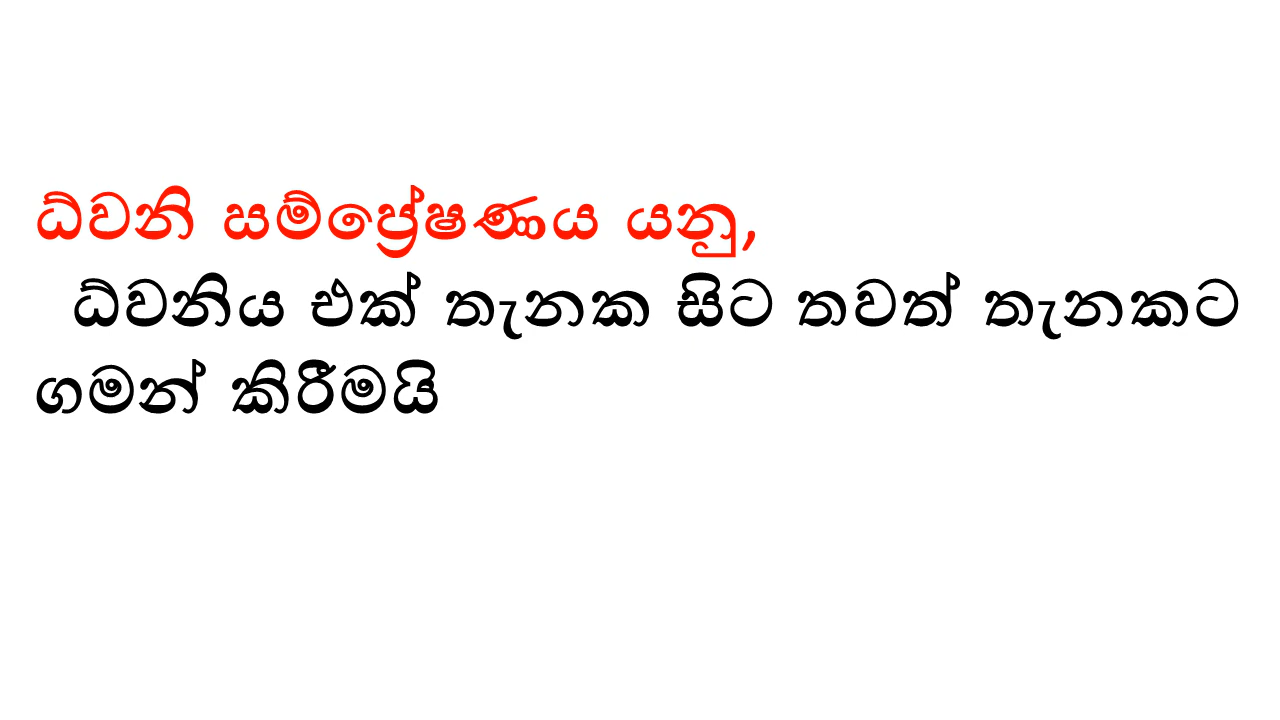 ධ්වනි සම්ප්‍රේෂණය යනු,
ධ්වනිය එක් තැනක සිට තවත් තැනකට
ගමන් කිරීමයි